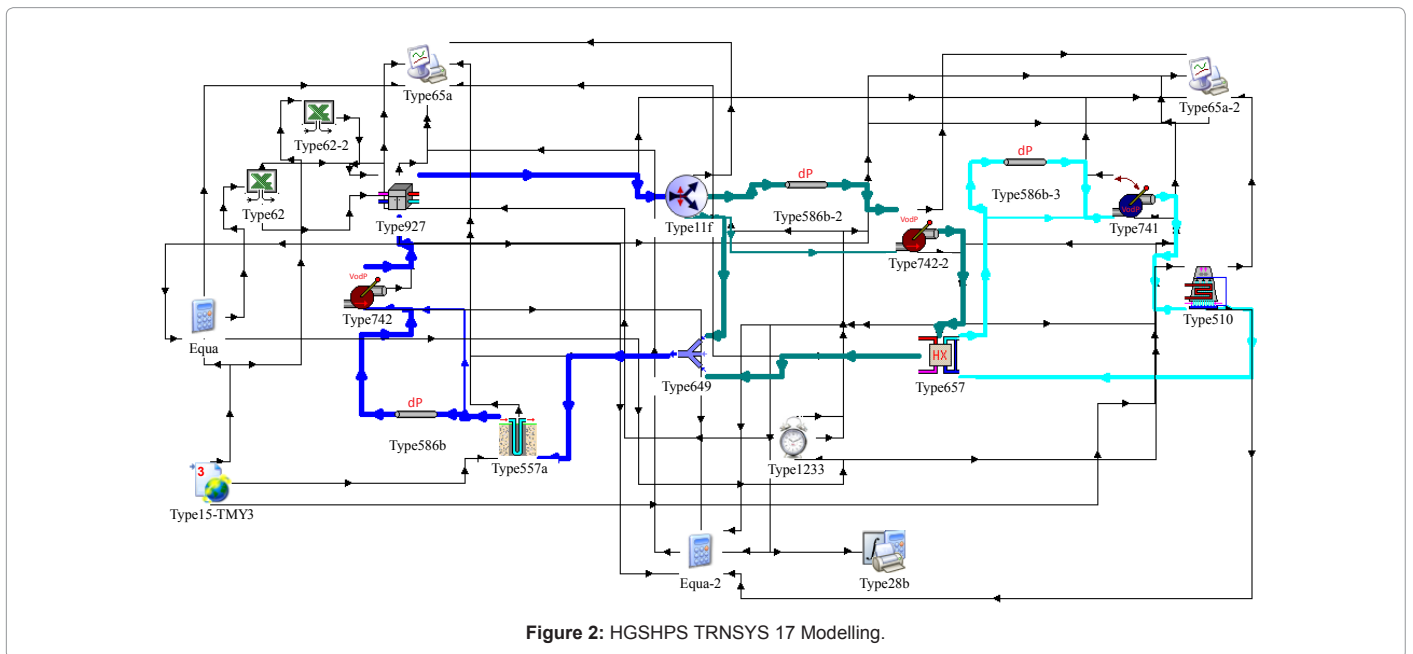 Type65a
Type65a-2
Type62-2
dP
dP
Type62
Type586b-2
Type586b-3
Type927
Type11f
VodP
VodP
Type741
Type742-2
VodP
Equa
Type742
Type510
HX
Type649
Type657
dP
Type586b
Type557a
Type1233
3
Type15-TMY3
Equa-2
Type28b
Figure 2: HGSHPS TRNSYS 17 Modelling.